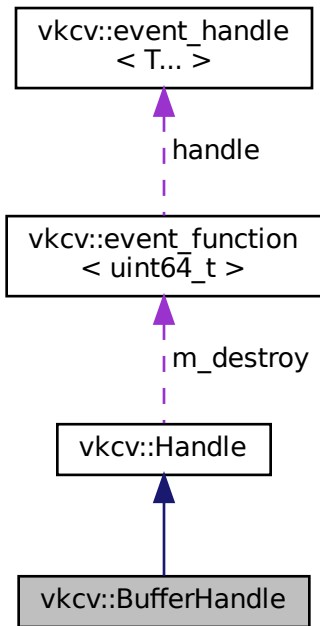 vkcv::event_handle
< T... >
handle
vkcv::event_function
< uint64_t >
m_destroy
vkcv::Handle
vkcv::BufferHandle